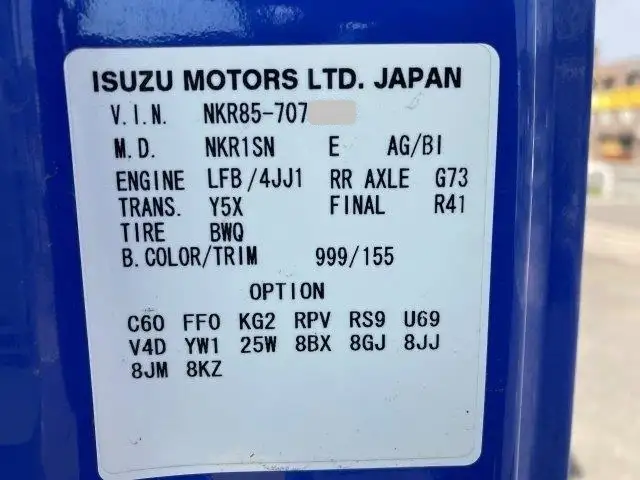 ISUZU MOTORS LTD. JAPAN
V.I.N. NKR85-707
M.D. NKR1SN E AG/BI
ENGINE LFB/4JJ1 RR AXLE G73
TRANS. Y5X FINAL R41
TIRE BWQ
B.COLOR/TRIM 999/155
OPTION
C60 FF0 KG2 RPV RS9 U69
V4D YW1 25W 8BX 8GJ 8JJ
8JM 8KZ